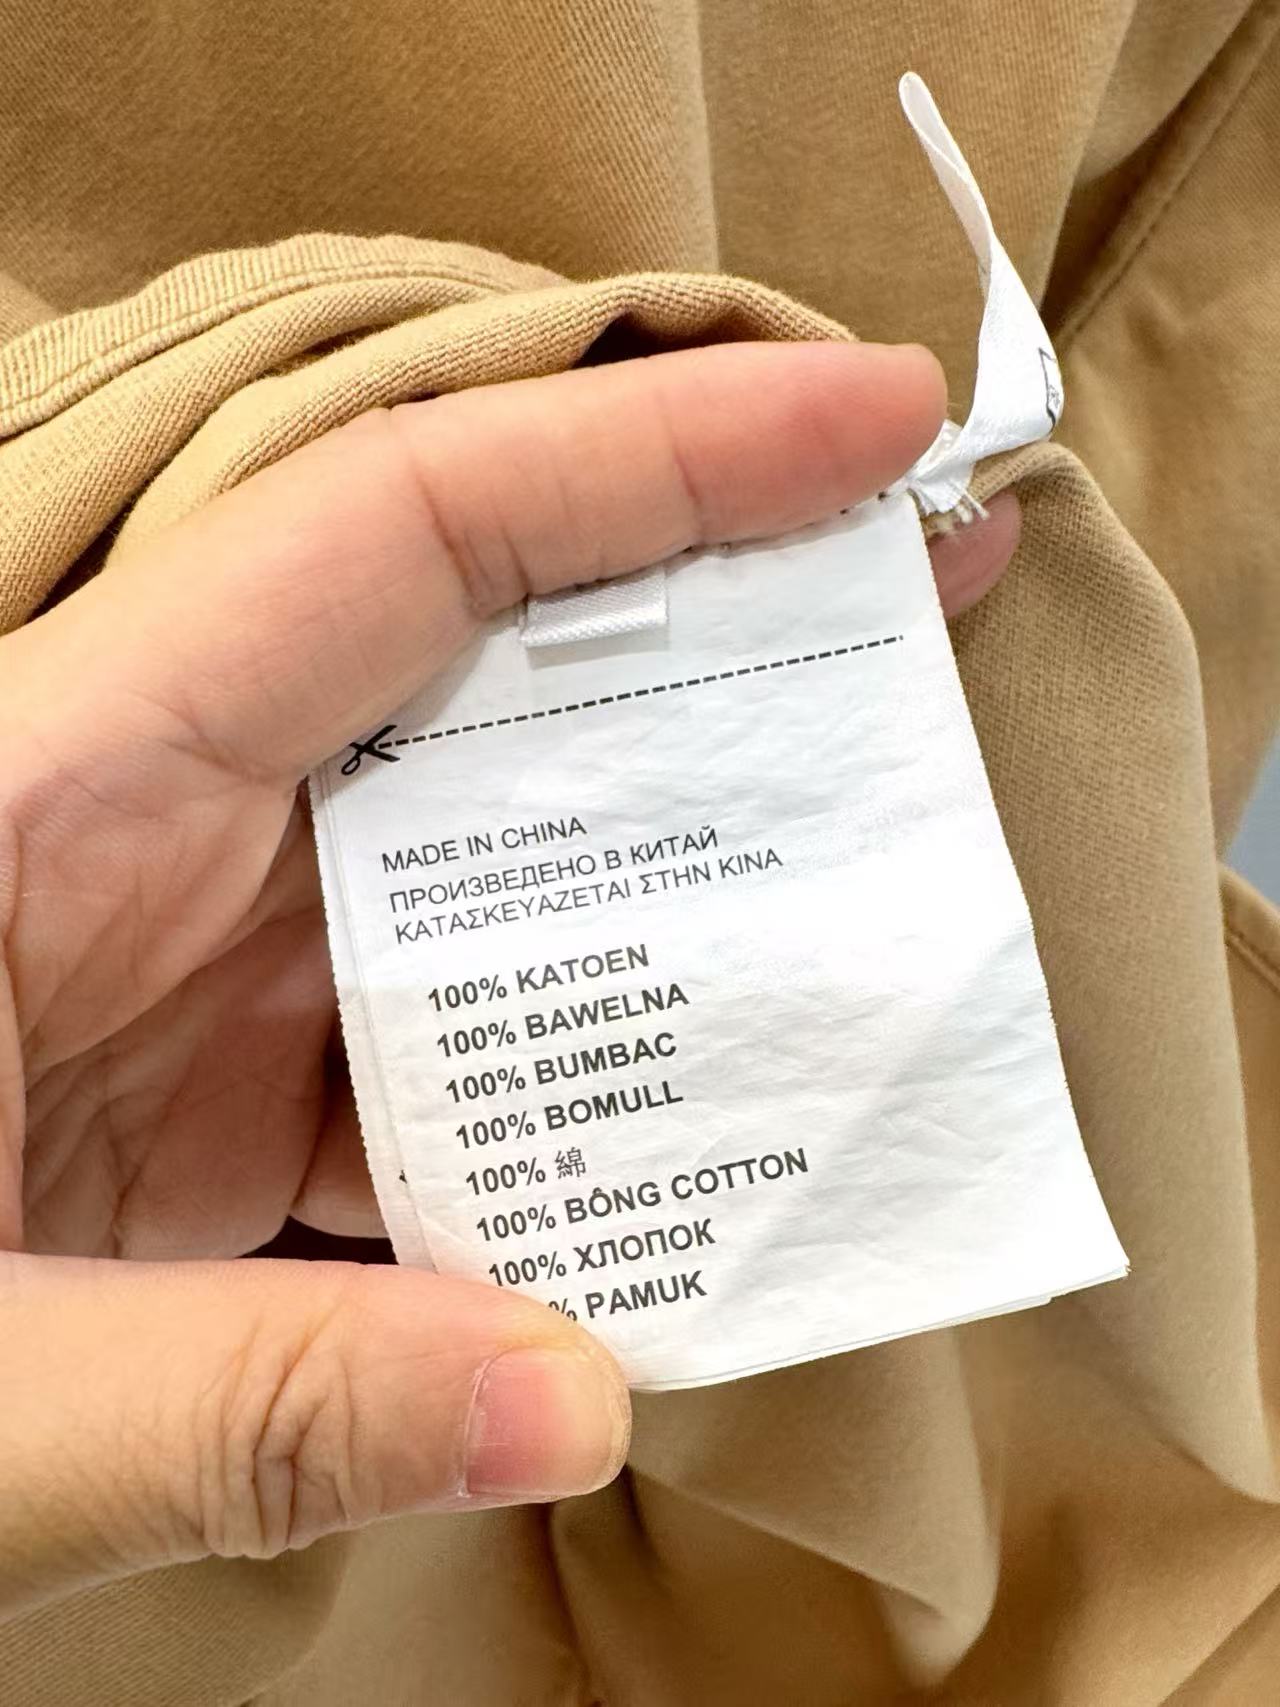 MADE IN CHINA
ПРОИЗВЕДЕНО В КИТАЙ
ΚΑΤΑΣΚΕΥΑΖΕΤΑΙ ΣΤΗΝ ΚΙΝΑ
100% KATOEN
100% BAWELNA
100% BUMBAC
100% BOMULL
100% 綿
100% BÔNG COTTON
100% ХЛОПОК
% PAMUK